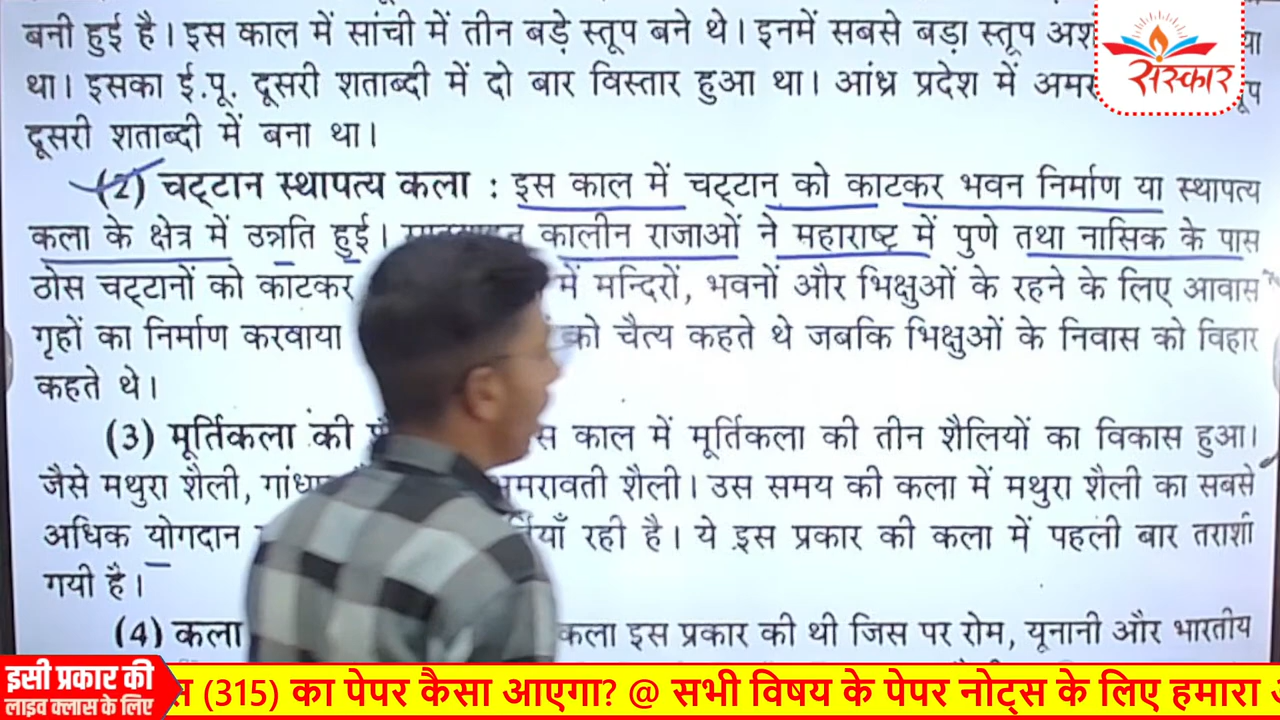 बनी हुई है। इस काल में सांची में तीन बड़े स्तूप बने थे। इनमें सबसे बड़ा स्तूप
था। इसका ई.पू. दूसरी शताब्दी में दो बार विस्तार हुआ था। आंध्र प्रदेश में
दूसरी शताब्दी में बना था।
संस्कार
(2) चट्टान स्थापत्य कला : इस काल में चट्टान को काटकर भवन निर्माण या स्थापत्य
कला के क्षेत्र में उन्नति हुई। कालीन राजाओं ने महाराष्ट्र में पुणे तथा नासिक के पास
ठोस चट्टानों को काटकर में मन्दिरों, भवनों और भिक्षुओं के रहने के लिए आवास
गृहों का निर्माण करवाया को चैत्य कहते थे जबकि भिक्षुओं के निवास को विहार
कहते थे।
(3) मूर्तिकला की काल में मूर्तिकला की तीन शैलियों का विकास हुआ।
जैसे मथुरा शैली, अमरावती शैली। उस समय की कला में मथुरा शैली का सबसे
अधिक योगदान रही है। ये इस प्रकार की कला में पहली बार तराशी
गयी है।
(4) कला कला इस प्रकार की थी जिस पर रोम, यूनानी और भारतीय
इसी प्रकार की
लाइव क्लास के लिए
(315) का पेपर कैसा आएगा? @ सभी विषय के पेपर नोट्स के लिए हमारा